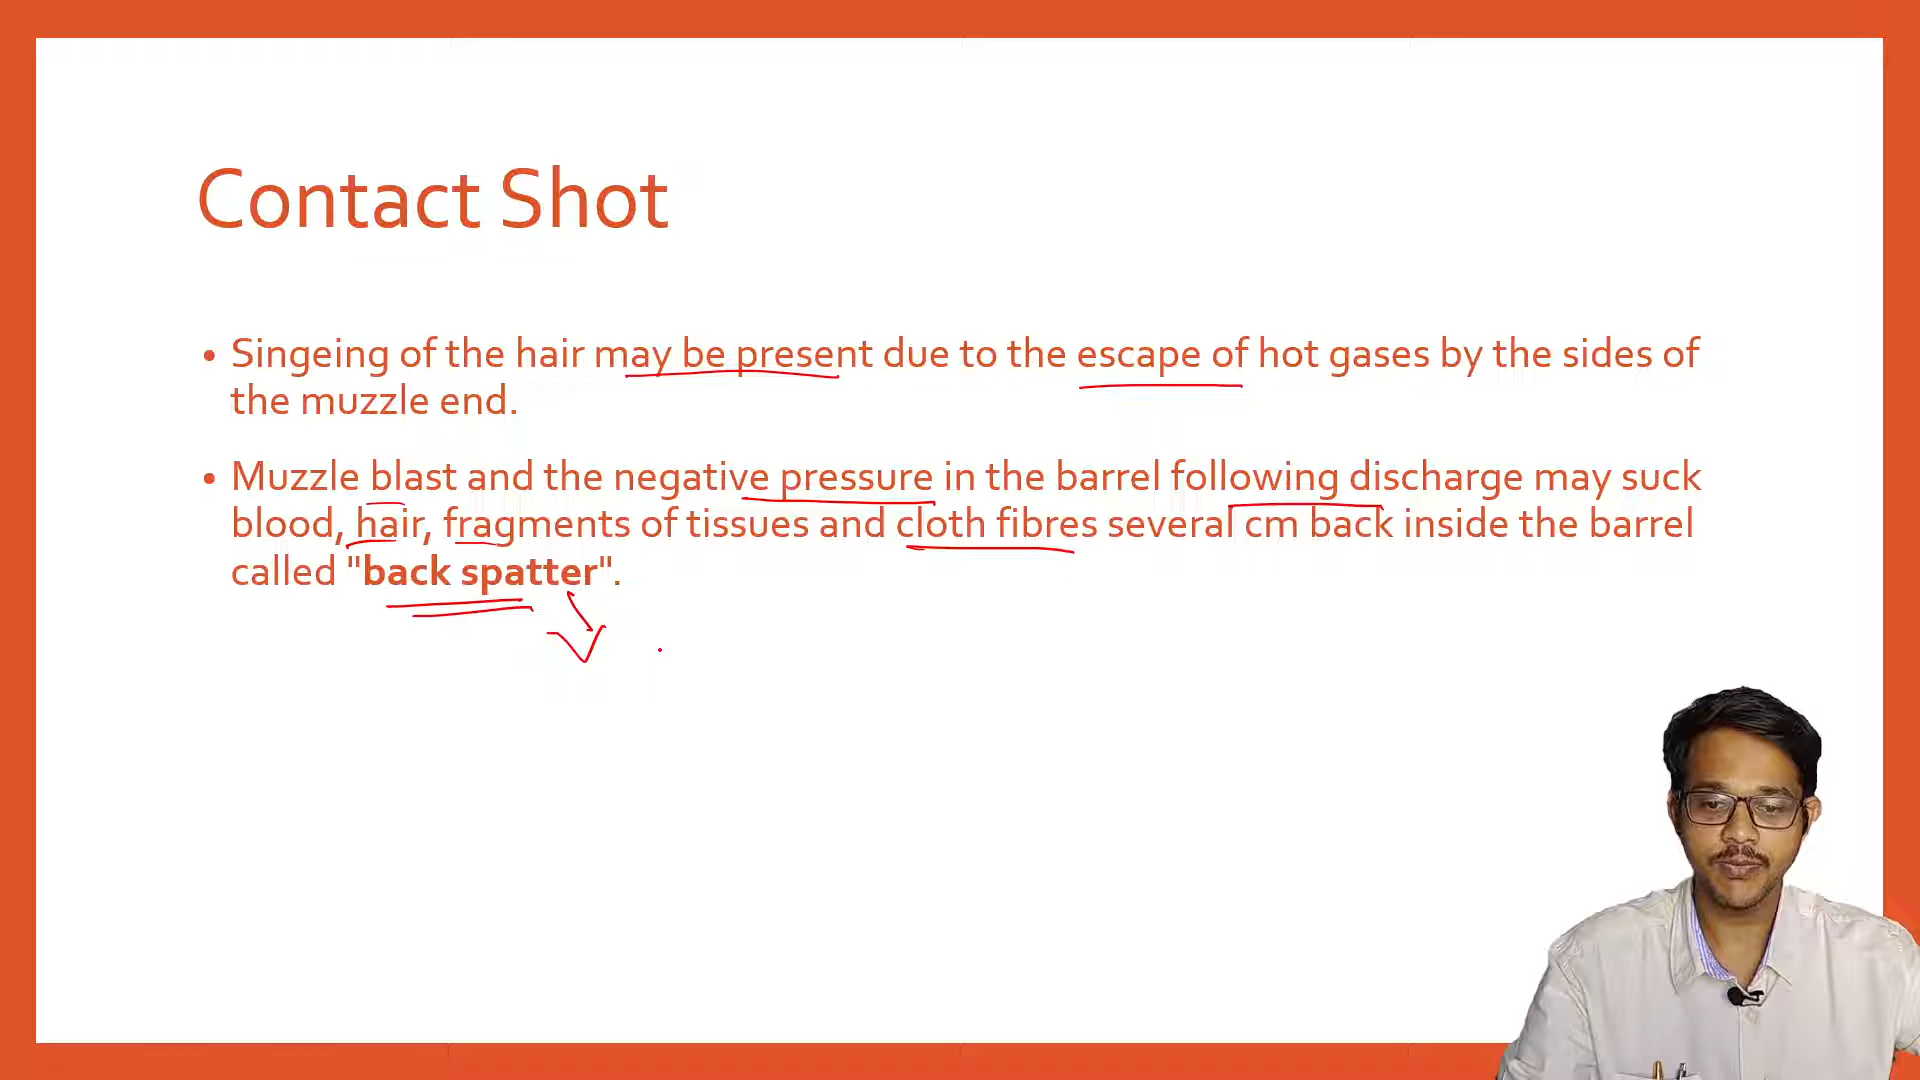 Contact Shot
• Singeing of the hair may be present due to the escape of hot gases by the sides of
the muzzle end.
• Muzzle blast and the negative pressure in the barrel following discharge may suck
blood, hair, fragments of tissues and cloth fibres several cm back inside the barrel
called "back spatter".